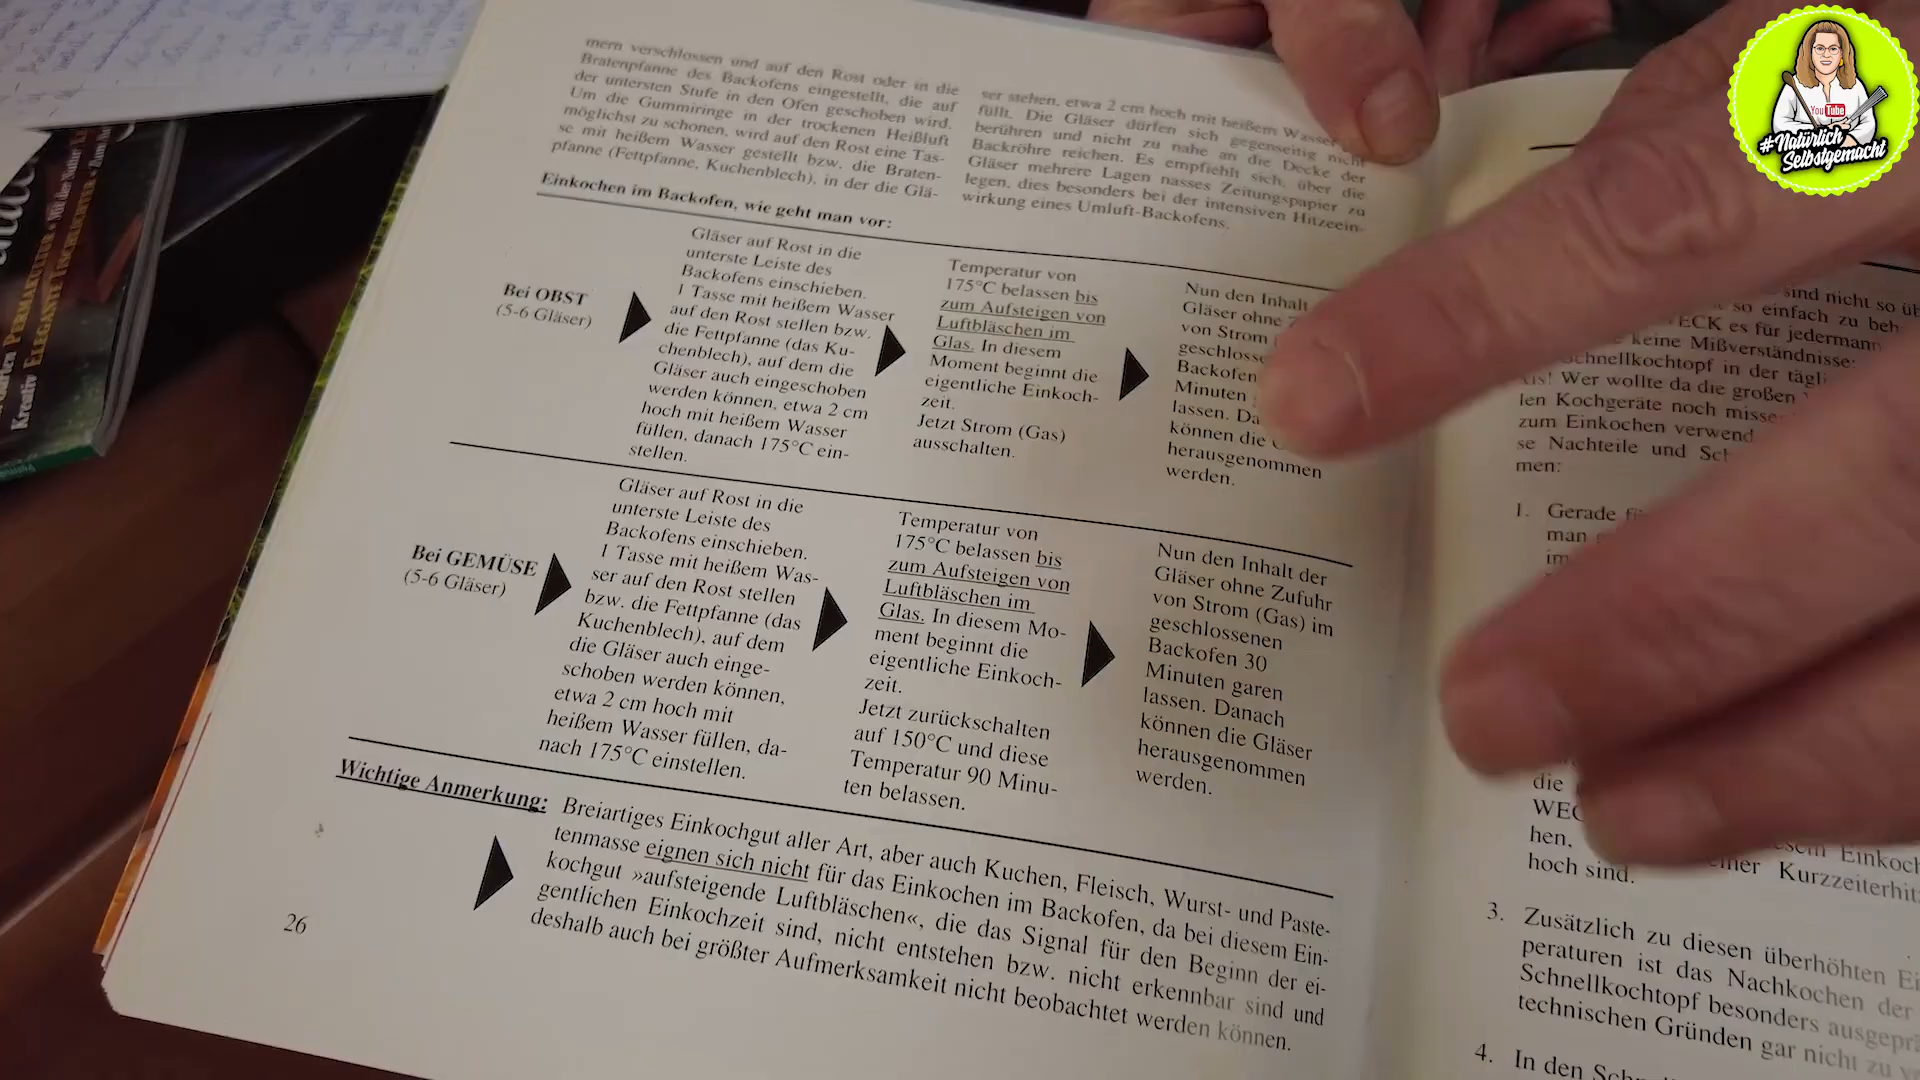 mern verschlossen und auf den Rost oder in die
Bratenpfanne des Backofens eingestellt, die auf
der untersten Stufe in den Ofen geschoben wird.
Um die Gummiringe in der trockenen Heißluft
möglichst zu schonen, wird auf den Rost eine Tas-
se mit heißem Wasser gestellt bzw. die Braten-
pfanne (Fettpfanne, Kuchenblech), in der die Glä-
ser stehen, etwa 2 cm hoch mit heißem Wasser
füllt. Die Gläser dürfen sich gegenseitig nicht
berühren und nicht zu nahe an die Decke der
Backröhre reichen. Es empfiehlt sich, über die
Gläser mehrere Lagen nasses Zeitungspapier zu
legen, dies besonders bei der intensiven Hitzeein-
wirkung eines Umluft-Backofens.
Einkochen im Backofen, wie geht man vor:
Bei OBST
(5-6 Gläser)
Gläser auf Rost in die
unterste Leiste des
Backofens einschieben.
1 Tasse mit heißem Wasser
auf den Rost stellen bzw.
die Fettpfanne (das Ku-
chenblech), auf dem die
Gläser auch eingeschoben
werden können, etwa 2 cm
hoch mit heißem Wasser
füllen, danach 175°C ein-
stellen.
Temperatur von
175°C belassen bis
zum Aufsteigen von
Luftbläschen im
Glas. In diesem
Moment beginnt die
eigentliche Einkoch-
zeit.
Jetzt Strom (Gas)
ausschalten.
Nun den Inhalt
Gläser ohne
von Strom
geschlosse
Backofen
Minuten
lassen. Da
können die
herausgenommen
werden.
Bei GEMÜSE
(5-6 Gläser)
Gläser auf Rost in die
unterste Leiste des
Backofens einschieben.
1 Tasse mit heißem Was-
ser auf den Rost stellen
bzw. die Fettpfanne (das
Kuchenblech), auf dem
die Gläser auch einge-
schoben werden können,
etwa 2 cm hoch mit
heißem Wasser füllen, da-
nach 175°C einstellen.
Temperatur von
175°C belassen bis
zum Aufsteigen von
Luftbläschen im
Glas. In diesem Mo-
ment beginnt die
eigentliche Einkoch-
zeit.
Jetzt zurückschalten
auf 150°C und diese
Temperatur 90 Minu-
ten belassen.
Nun den Inhalt der
Gläser ohne Zufuhr
von Strom (Gas) im
geschlossenen
Backofen 30
Minuten garen
lassen. Danach
können die Gläser
herausgenommen
werden.
Wichtige Anmerkung: Breiartiges Einkochgut aller Art, aber auch Kuchen, Fleisch, Wurst- und Paste-
tenmasse eignen sich nicht für das Einkochen im Backofen, da bei diesem Ein-
kochgut »aufsteigende Luftbläschen«, die das Signal für den Beginn der ei-
gentlichen Einkochzeit sind, nicht entstehen bzw. nicht erkennbar sind und
deshalb auch bei größter Aufmerksamkeit nicht beobachtet werden können.
26
sind nicht so
so einfach zu
WECK es für jedermann
keine Mißverständnisse:
Schnellkochtopf in der
Wer wollte da die großen
len Kochgeräte noch
zum Einkochen
se Nachteile und
men:
1. Gerade
man
im
die
hen,
Einkoch
hoch sind. einer
3. Zusätzlich zu diesen überhöhten
peraturen ist das Nachkochen der
Schnellkochtopf besonders
technischen Gründen gar nicht zu
4. In den
Kreativ ELEGANTE
PERMAKULTUR
YouTube
#Natürlich
Selbstgemacht